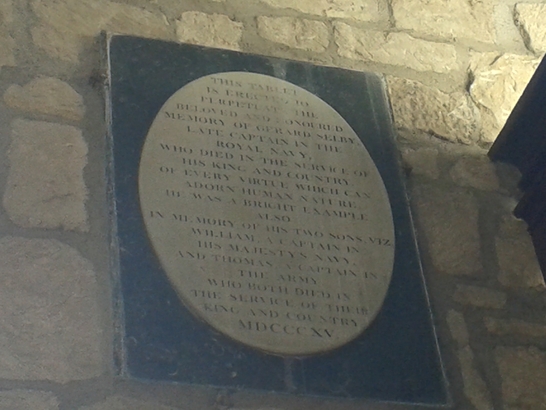 THIS TABLET
IS ERECTED TO
PERPETUATE THE
BELOVED AND HONOURED
MEMORY OF GERARD SELBY,
LATE CAPTAIN IN THE
ROYAL NAVY,
WHO DIED IN THE SERVICE OF
HIS KING AND COUNTRY
OF EVERY VIRTUE WHICH CAN
ADORN HUMAN NATURE,
HE WAS A BRIGHT EXAMPLE
ALSO
IN MEMORY OF HIS TWO SONS, VIZ.
WILLIAM, A CAPTAIN IN
HIS MAJESTY'S NAVY,
AND THOMAS A CAPTAIN IN
THE ARMY
WHO BOTH DIED IN
THE SERVICE OF THEIR
KING AND COUNTRY
MDCCCXV